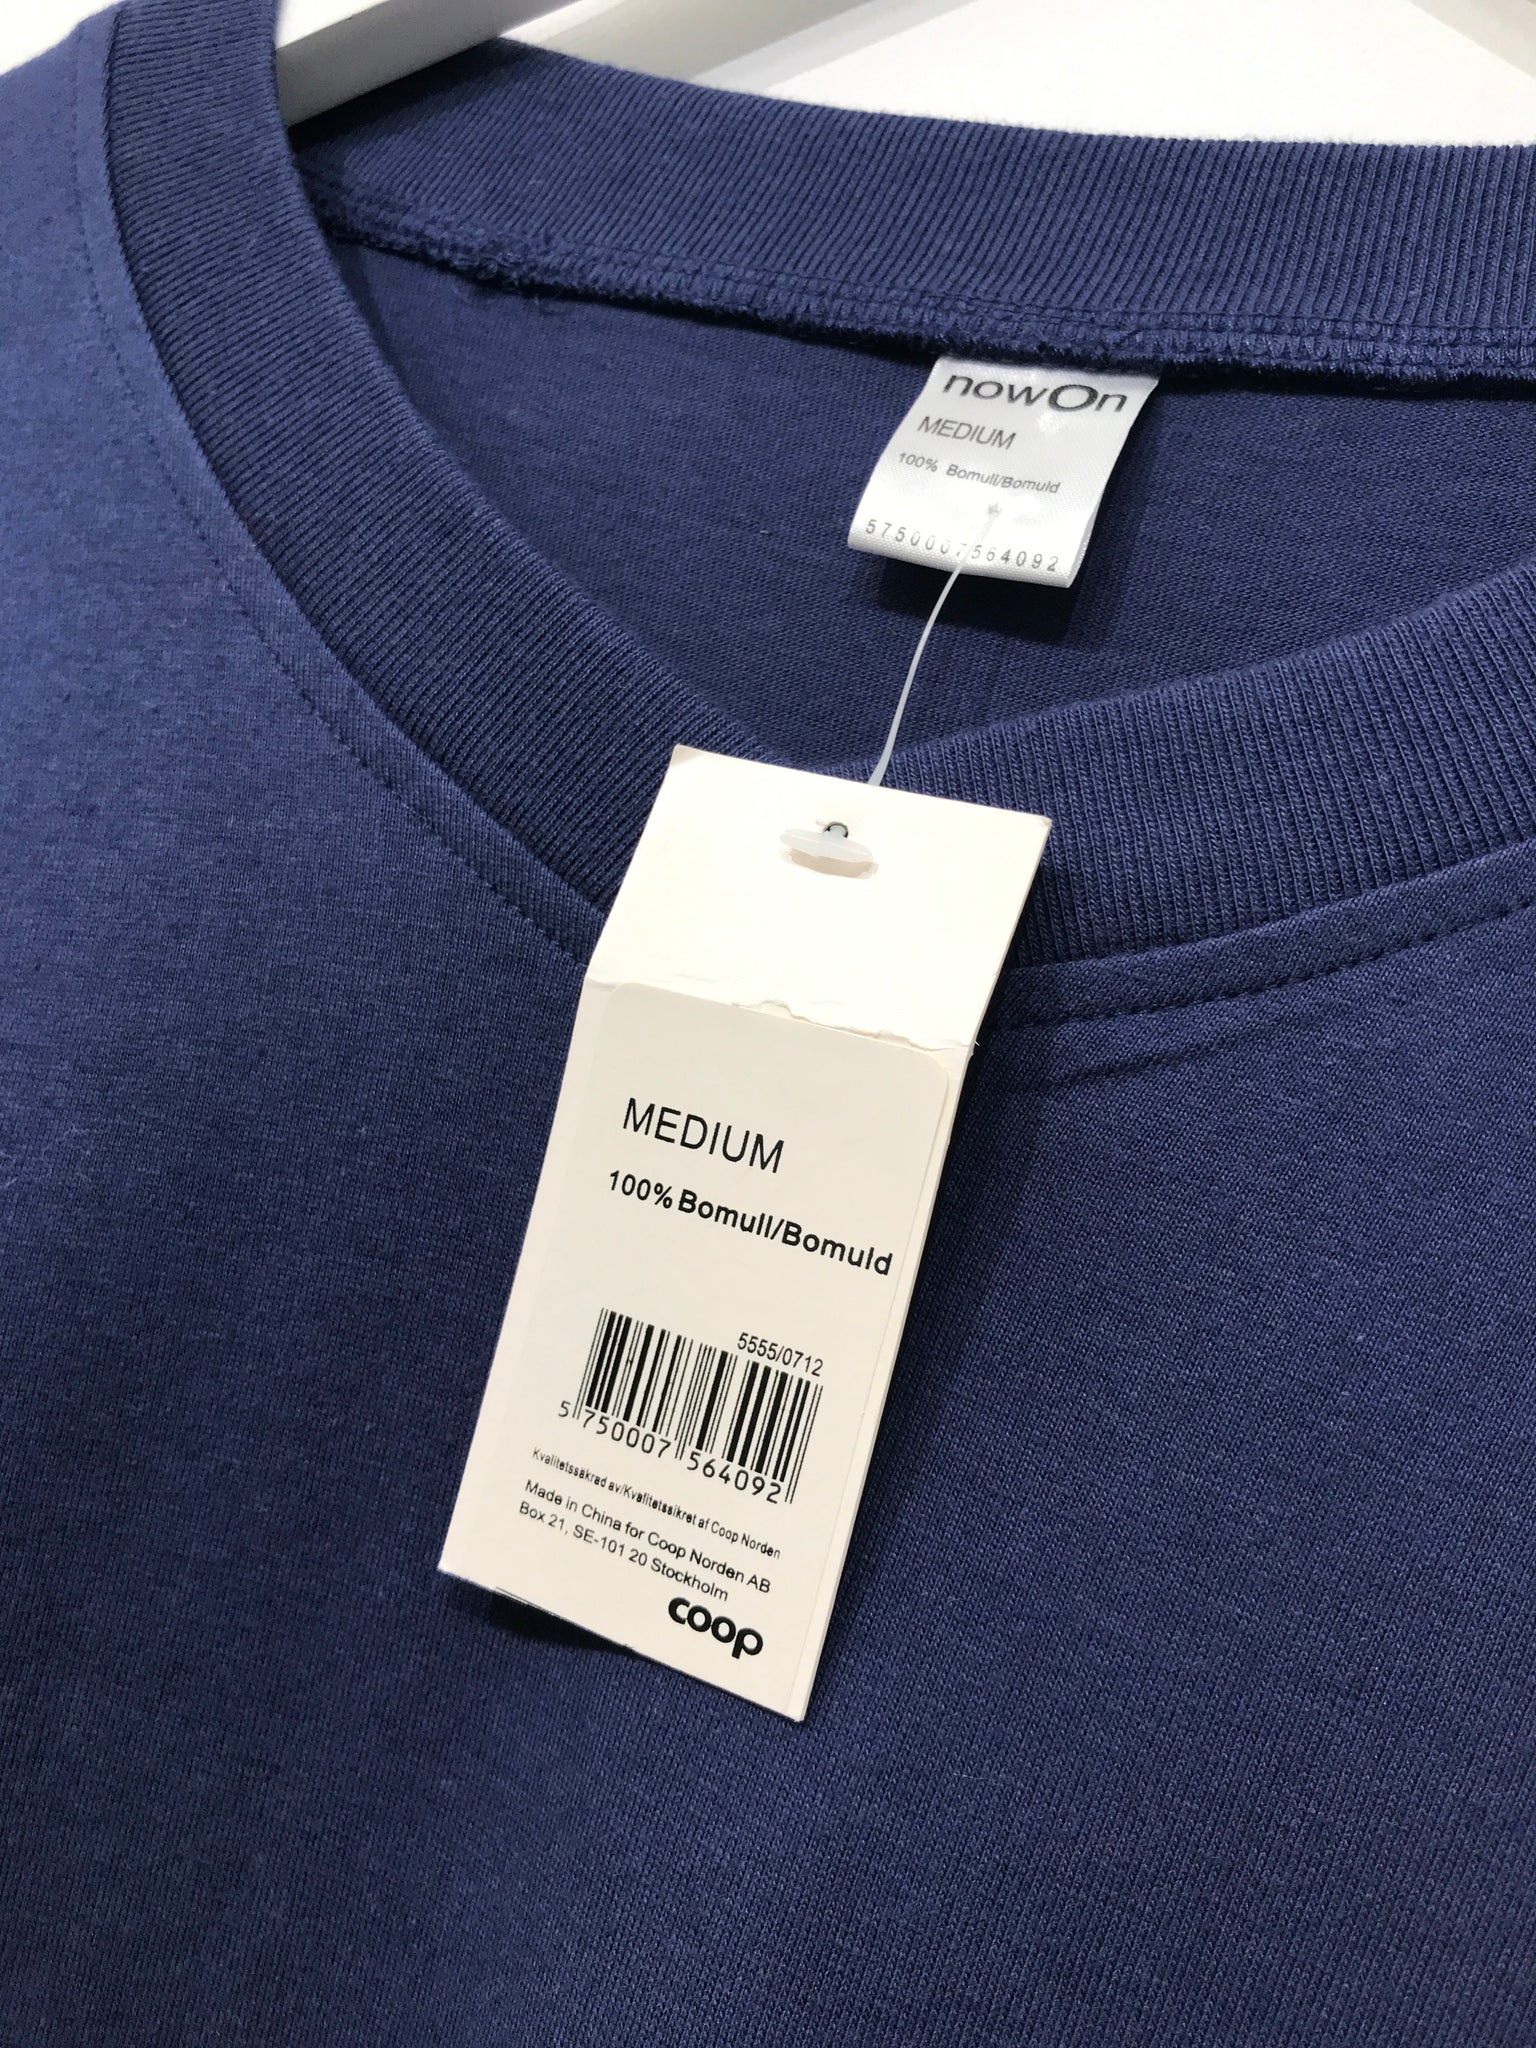 nowOn
MEDIUM
100% Bomull/Bomuld
5750007564092
MEDIUM
100% Bomull/Bomuld
5555/0712
5 750007 564092
Kvalitetssäkrad av/Kvalitetssikret af Coop Norden
Made in China for Coop Norden AB
Box 21, SE-101 20 Stockholm
coop